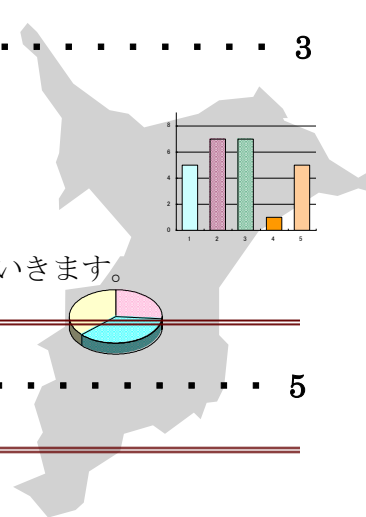 . . . . . . . . . 3
8
6
4
2
0
1 2 3 4 5
いきます。
. . . . . . . . . 5